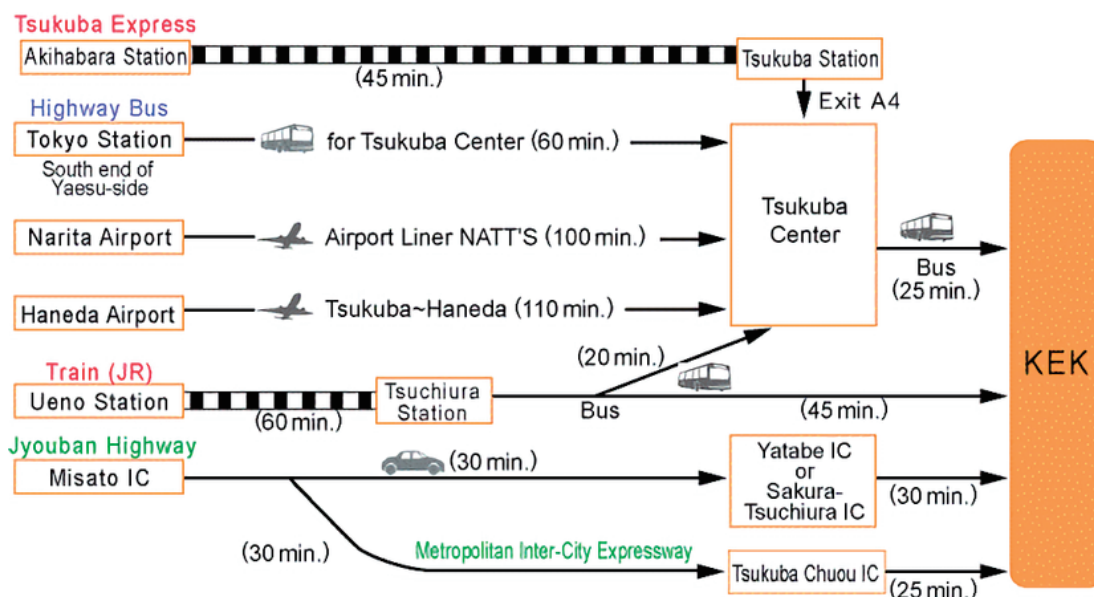 Tsukuba Express
Akihabara Station
(45 min.)
Tsukuba Station
Exit A4
Highway Bus
Tokyo Station
South end of
Yaesu-side
for Tsukuba Center (60 min.)
Narita Airport
Airport Liner NATT'S (100 min.)
Haneda Airport
Tsukuba~Haneda (110 min.)
Tsukuba
Center
Bus
(25 min.)
KEK
Train (JR)
Ueno Station
(60 min.)
Tsuchiura
Station
Bus
(20 min.)
(45 min.)
Jyouban Highway
Misato IC
(30 min.)
Yatabe IC
or
Sakura-
Tsuchiura IC
(30 min.)
(30 min.)
Metropolitan Inter-City Expressway
Tsukuba Chuou IC
(25 min.)